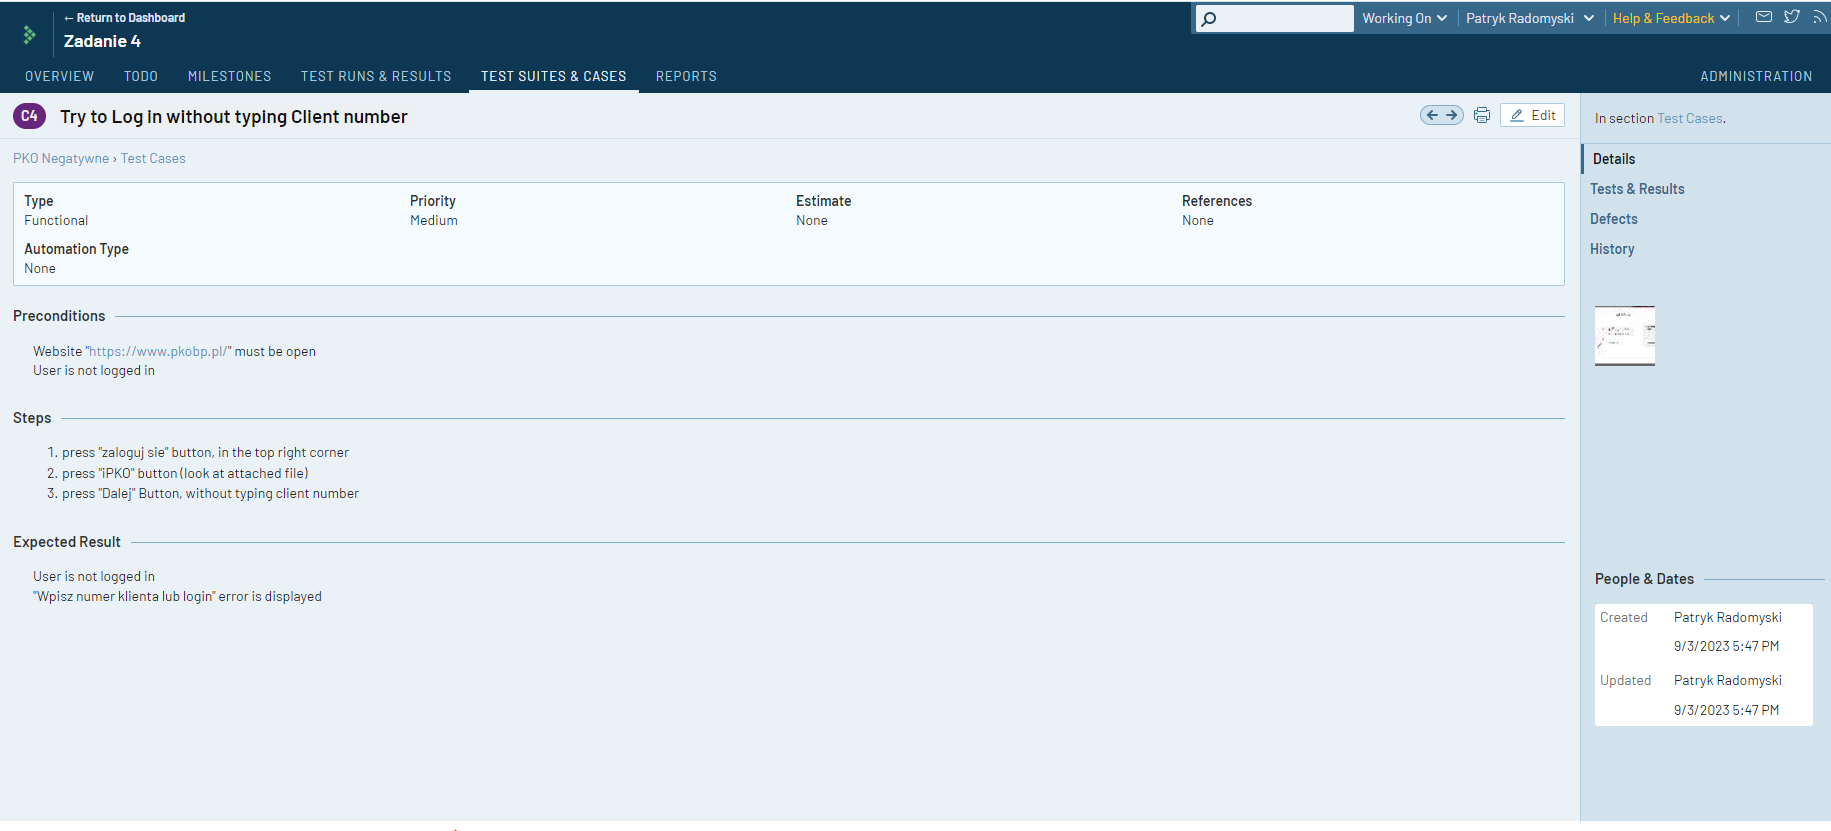 ← Return to Dashboard
Zadanie 4
Working On
Patryk Radomyski
Help & Feedback
OVERVIEW TODO MILESTONES TEST RUNS & RESULTS TEST SUITES & CASES REPORTS ADMINISTRATION
C4 Try to Log in without typing Client number
Edit
PKO Negatywne › Test Cases
Type Priority Estimate References
Functional Medium None None
Automation Type
None
Preconditions
Website "https://www.pkobp.pl/" must be open
User is not logged in
Steps
1. press "zaloguj sie" button, in the top right corner
2. press "iPKO" button (look at attached file)
3. press "Dalej" Button, without typing client number
Expected Result
User is not logged in
"Wpisz numer klienta lub login" error is displayed
In section Test Cases.
Details
Tests & Results
Defects
History
People & Dates
Created Patryk Radomyski
9/3/2023 5:47 PM
Updated Patryk Radomyski
9/3/2023 5:47 PM